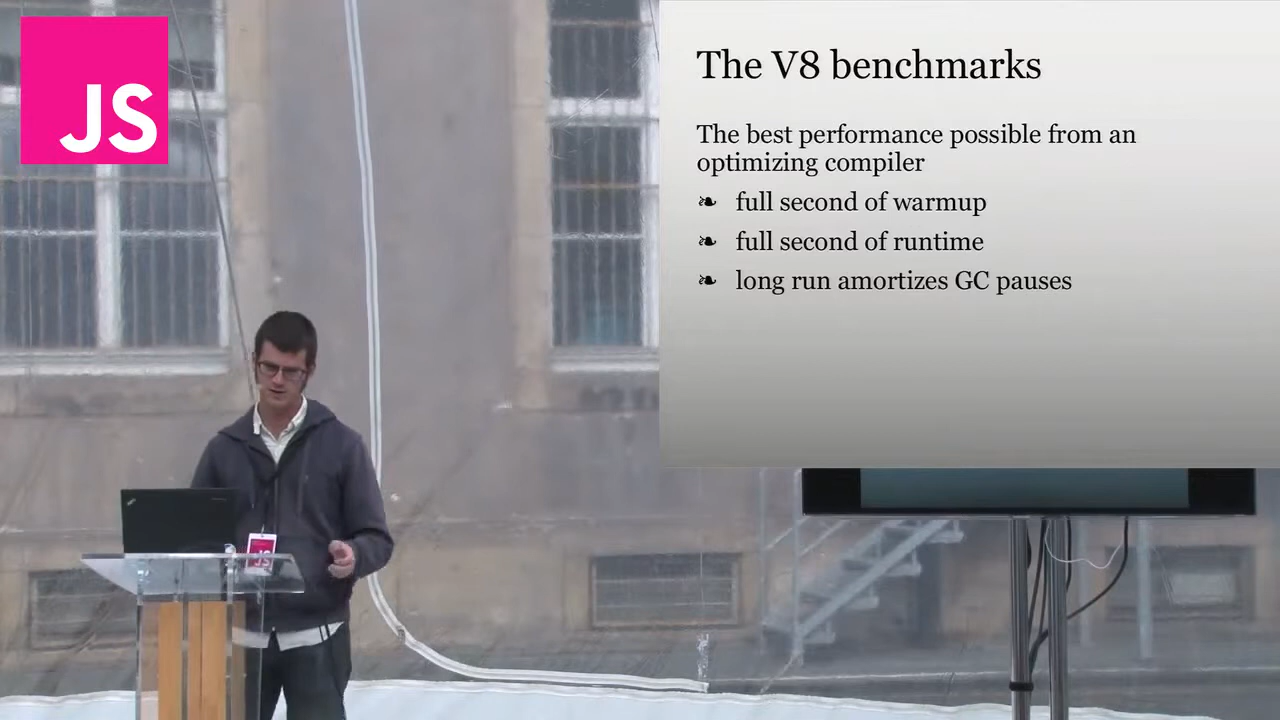 JS
The V8 benchmarks
The best performance possible from an
optimizing compiler
❧ full second of warmup
❧ full second of runtime
❧ long run amortizes GC pauses
JS